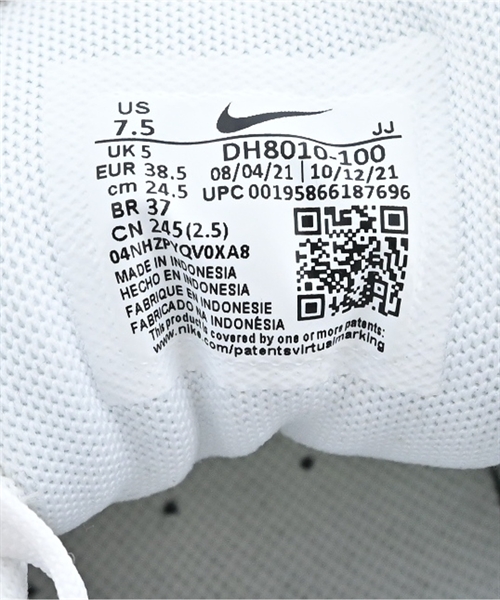 US
7.5
JJ
UK 5
DH8010-100
EUR 38.5
08/04/21 | 10/12/21
cm 24.5
UPC 00195866187696
BR 37
CN 245(2.5)
04NHZPYQV0XA8
MADE IN INDONESIA
HECHO EN INDONESIA
FABRIQUE EN INDONESIE
FABRICADO NA INDONÉSIA
This product is covered by one or more patents:
www.nike.com/patentsvirtualmarking